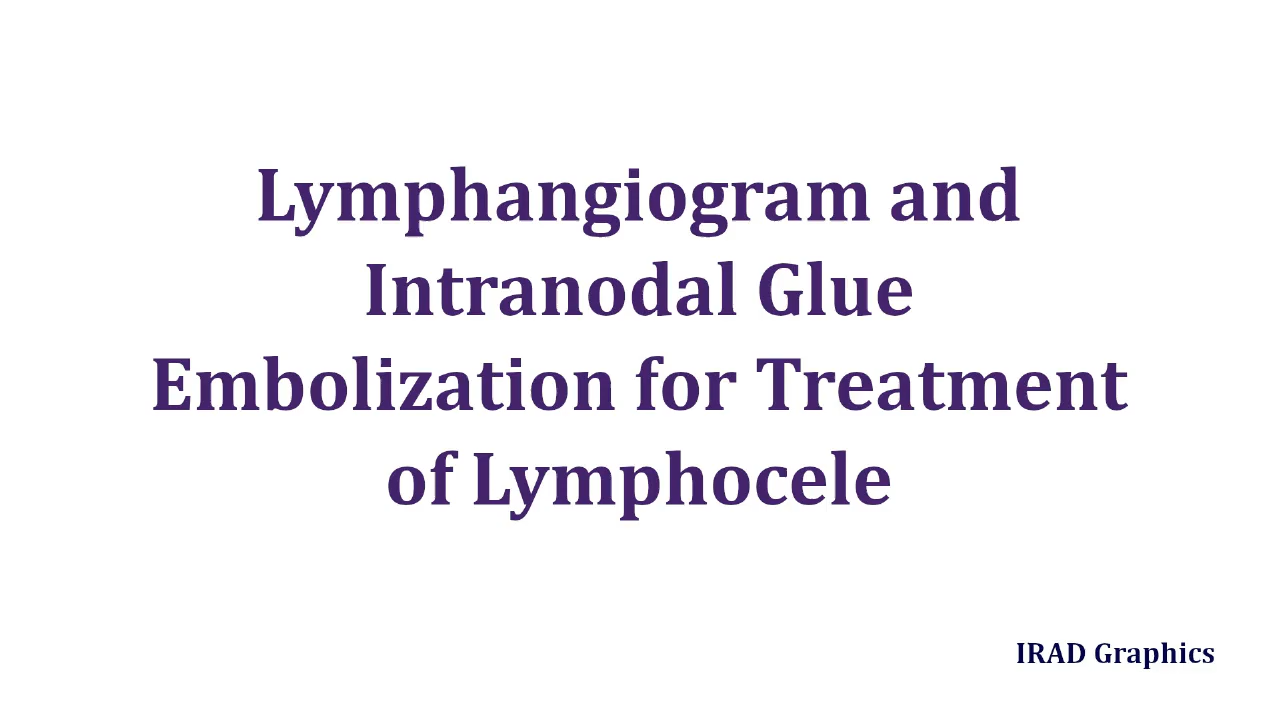 Lymphangiogram and
Intranodal Glue
Embolization for Treatment
of Lymphocele
IRAD Graphics